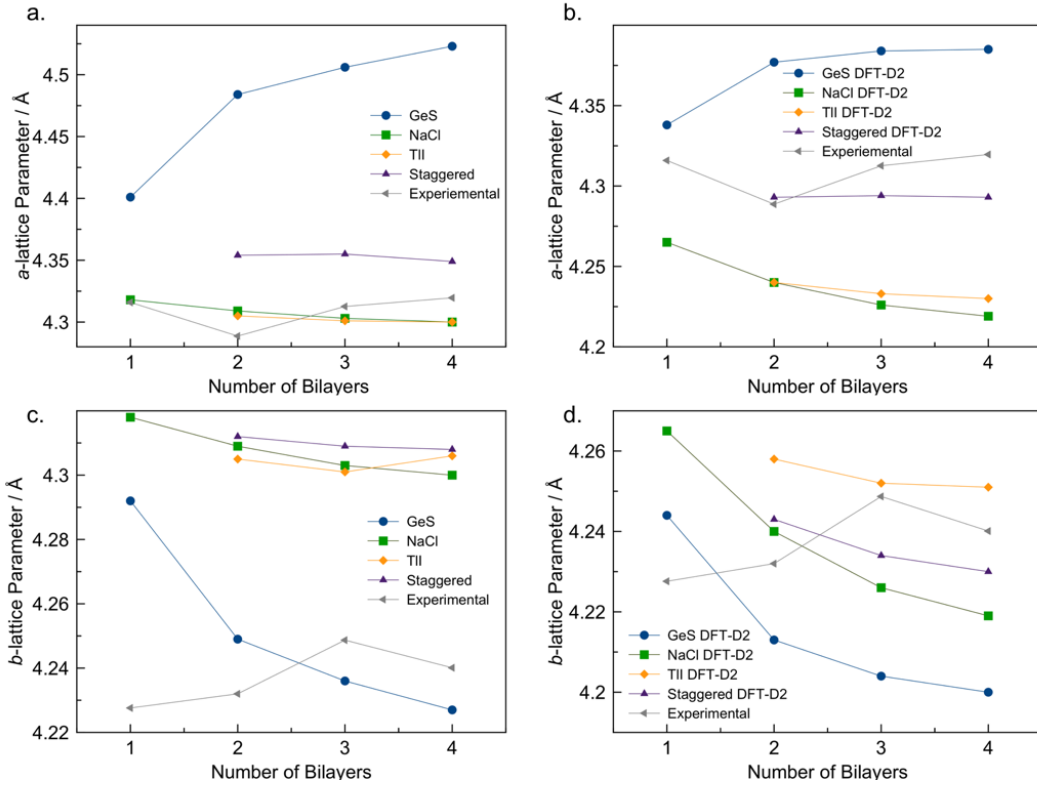 a.
4.5
4.45
4.4
4.35
4.3
a-lattice Parameter / Å
GeS
NaCl
TlI
Staggered
Experiemental
1 2 3 4
Number of Bilayers
b.
4.35
4.3
4.25
4.2
a-lattice Parameter / Å
GeS DFT-D2
NaCl DFT-D2
TlI DFT-D2
Staggered DFT-D2
Experiemental
1 2 3 4
Number of Bilayers
c.
4.3
4.28
4.26
4.24
4.22
b-lattice Parameter / Å
GeS
NaCl
TlI
Staggered
Experimental
1 2 3 4
Number of Bilayers
d.
4.26
4.24
4.22
4.2
b-lattice Parameter / Å
GeS DFT-D2
NaCl DFT-D2
TlI DFT-D2
Staggered DFT-D2
Experimental
1 2 3 4
Number of Bilayers